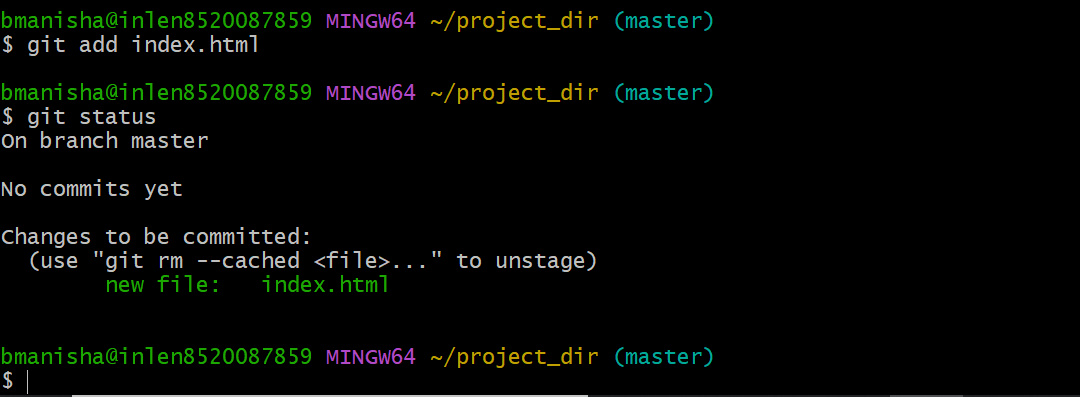 bmanisha@inlen8520087859 MINGW64 ~/project_dir (master)
$ git add index.html
bmanisha@inlen8520087859 MINGW64 ~/project_dir (master)
$ git status
On branch master
No commits yet
Changes to be committed:
  (use "git rm --cached <file>..." to unstage)
        new file:   index.html
bmanisha@inlen8520087859 MINGW64 ~/project_dir (master)
$